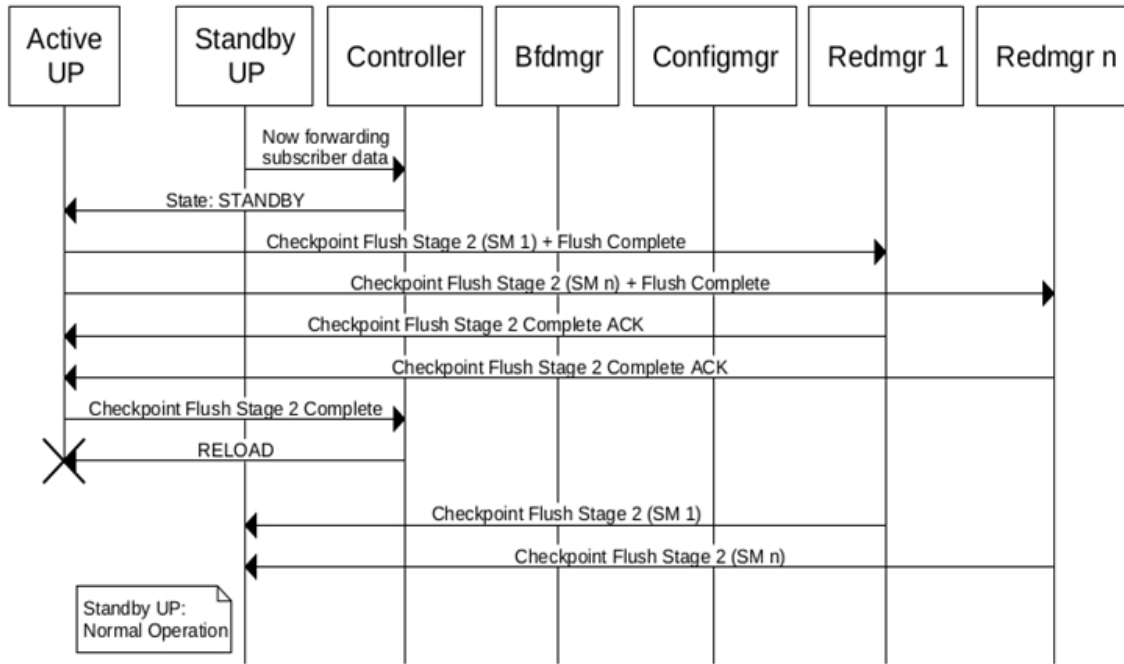 Active
UP
Standby
UP
Controller
Bfdmgr
Configmgr
Redmgr 1
Redmgr n
Now forwarding
subscriber data
State: STANDBY
Checkpoint Flush Stage 2 (SM 1) + Flush Complete
Checkpoint Flush Stage 2 (SM n) + Flush Complete
Checkpoint Flush Stage 2 Complete ACK
Checkpoint Flush Stage 2 Complete ACK
Checkpoint Flush Stage 2 Complete
RELOAD
Checkpoint Flush Stage 2 (SM 1)
Checkpoint Flush Stage 2 (SM n)
Standby UP:
Normal Operation